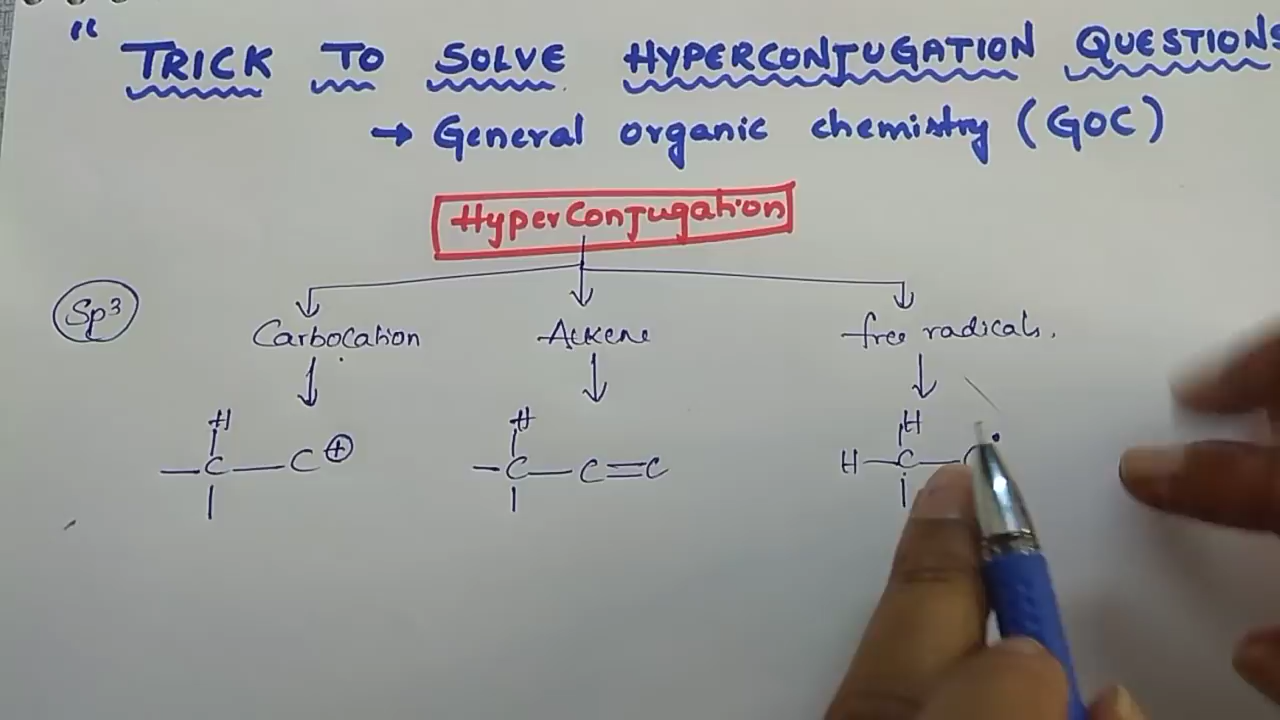 " TRICK TO SOLVE HYPERCONJUGATION QUESTIONS
→ General organic chemistry (GOC)
HyperConjugation
Sp³
Carbocation Alkene free radicals.
H H H
— C — C ⊕ — C — C = C H — C — C •